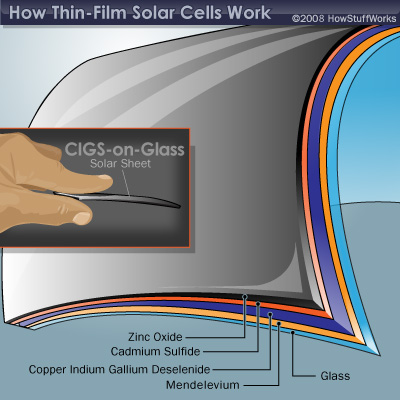 How Thin-Film Solar Cells Work
©2008 HowStuffWorks
CIGS-on-Glass
Solar Sheet
Zinc Oxide
Cadmium Sulfide
Copper Indium Gallium Deselenide
Mendelevium
Glass